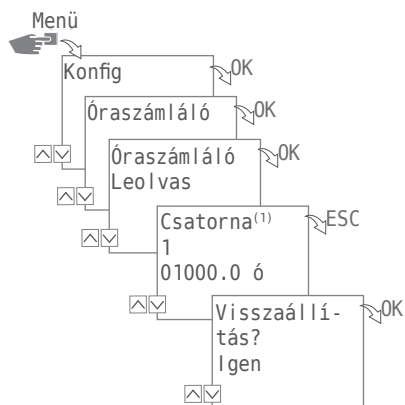 Menü
Konfig
OK
Óraszámláló
OK
Óraszámláló
OK
Leolvas
Csatorna(1)
ESC
1
01000.0 ó
Visszaállí-
OK
tás?
Igen